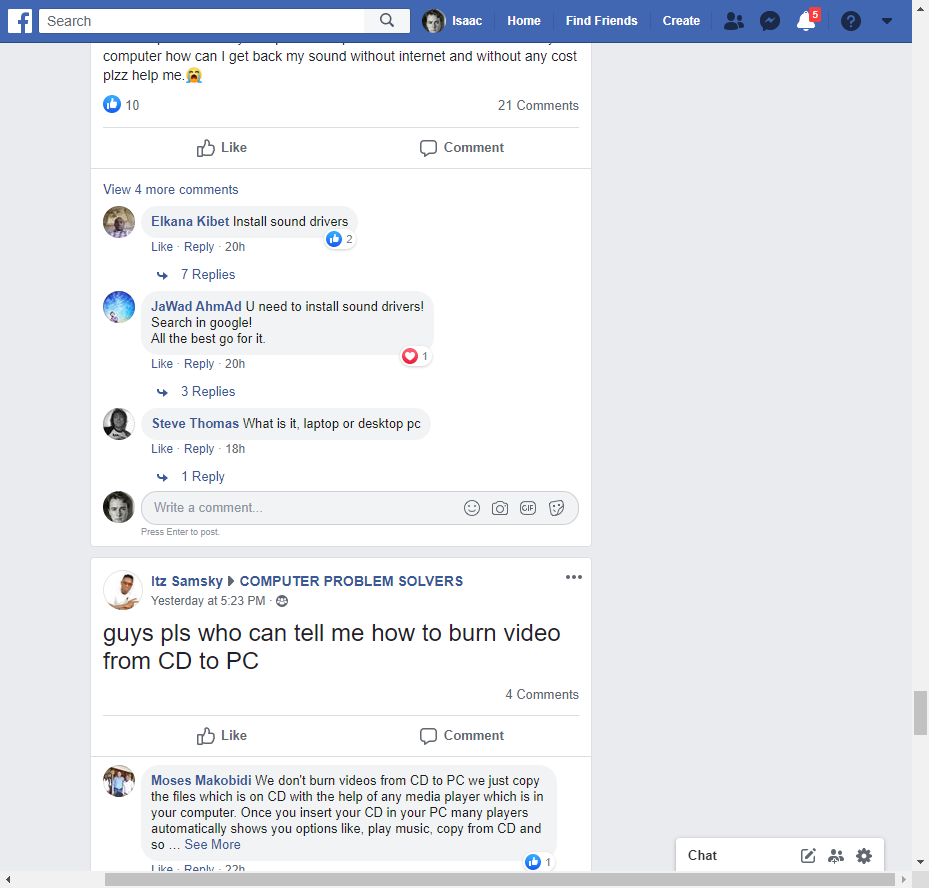 Search
Isaac
Home
Find Friends
Create
5
computer how can I get back my sound without internet and without any cost
plzz help me.😭
10
21 Comments
Like
Comment
View 4 more comments
Elkana Kibet Install sound drivers
2
Like · Reply · 20h
7 Replies
JaWad AhmAd U need to install sound drivers!
Search in google!
All the best go for it.
1
Like · Reply · 20h
3 Replies
Steve Thomas What is it, laptop or desktop pc
Like · Reply · 18h
1 Reply
Write a comment...
GIF
Press Enter to post.
Itz Samsky ▶ COMPUTER PROBLEM SOLVERS
Yesterday at 5:23 PM ·
guys pls who can tell me how to burn video
from CD to PC
4 Comments
Like
Comment
Moses Makobidi We don't burn videos from CD to PC we just copy
the files which is on CD with the help of any media player which is in
your computer. Once you insert your CD in your PC many players
automatically shows you options like, play music, copy from CD and
so … See More
1
Like · Reply · 22h
Chat